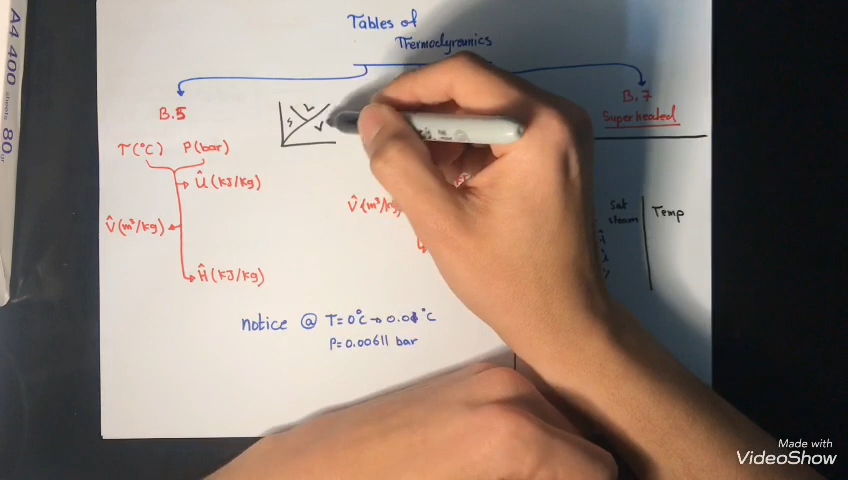 A4 400 sheets 80
Tables of
Thermodynamics
B.5
B.7
Superheated
S L V
T(°C) P(bar)
Û (kJ/kg)
V̂ (m³/kg)
Ĥ (kJ/kg)
V̂ (m³/kg)
Sat
steam
Temp
notice @ T=0°C → 0.01°C
P=0.00611 bar
Made with
VideoShow